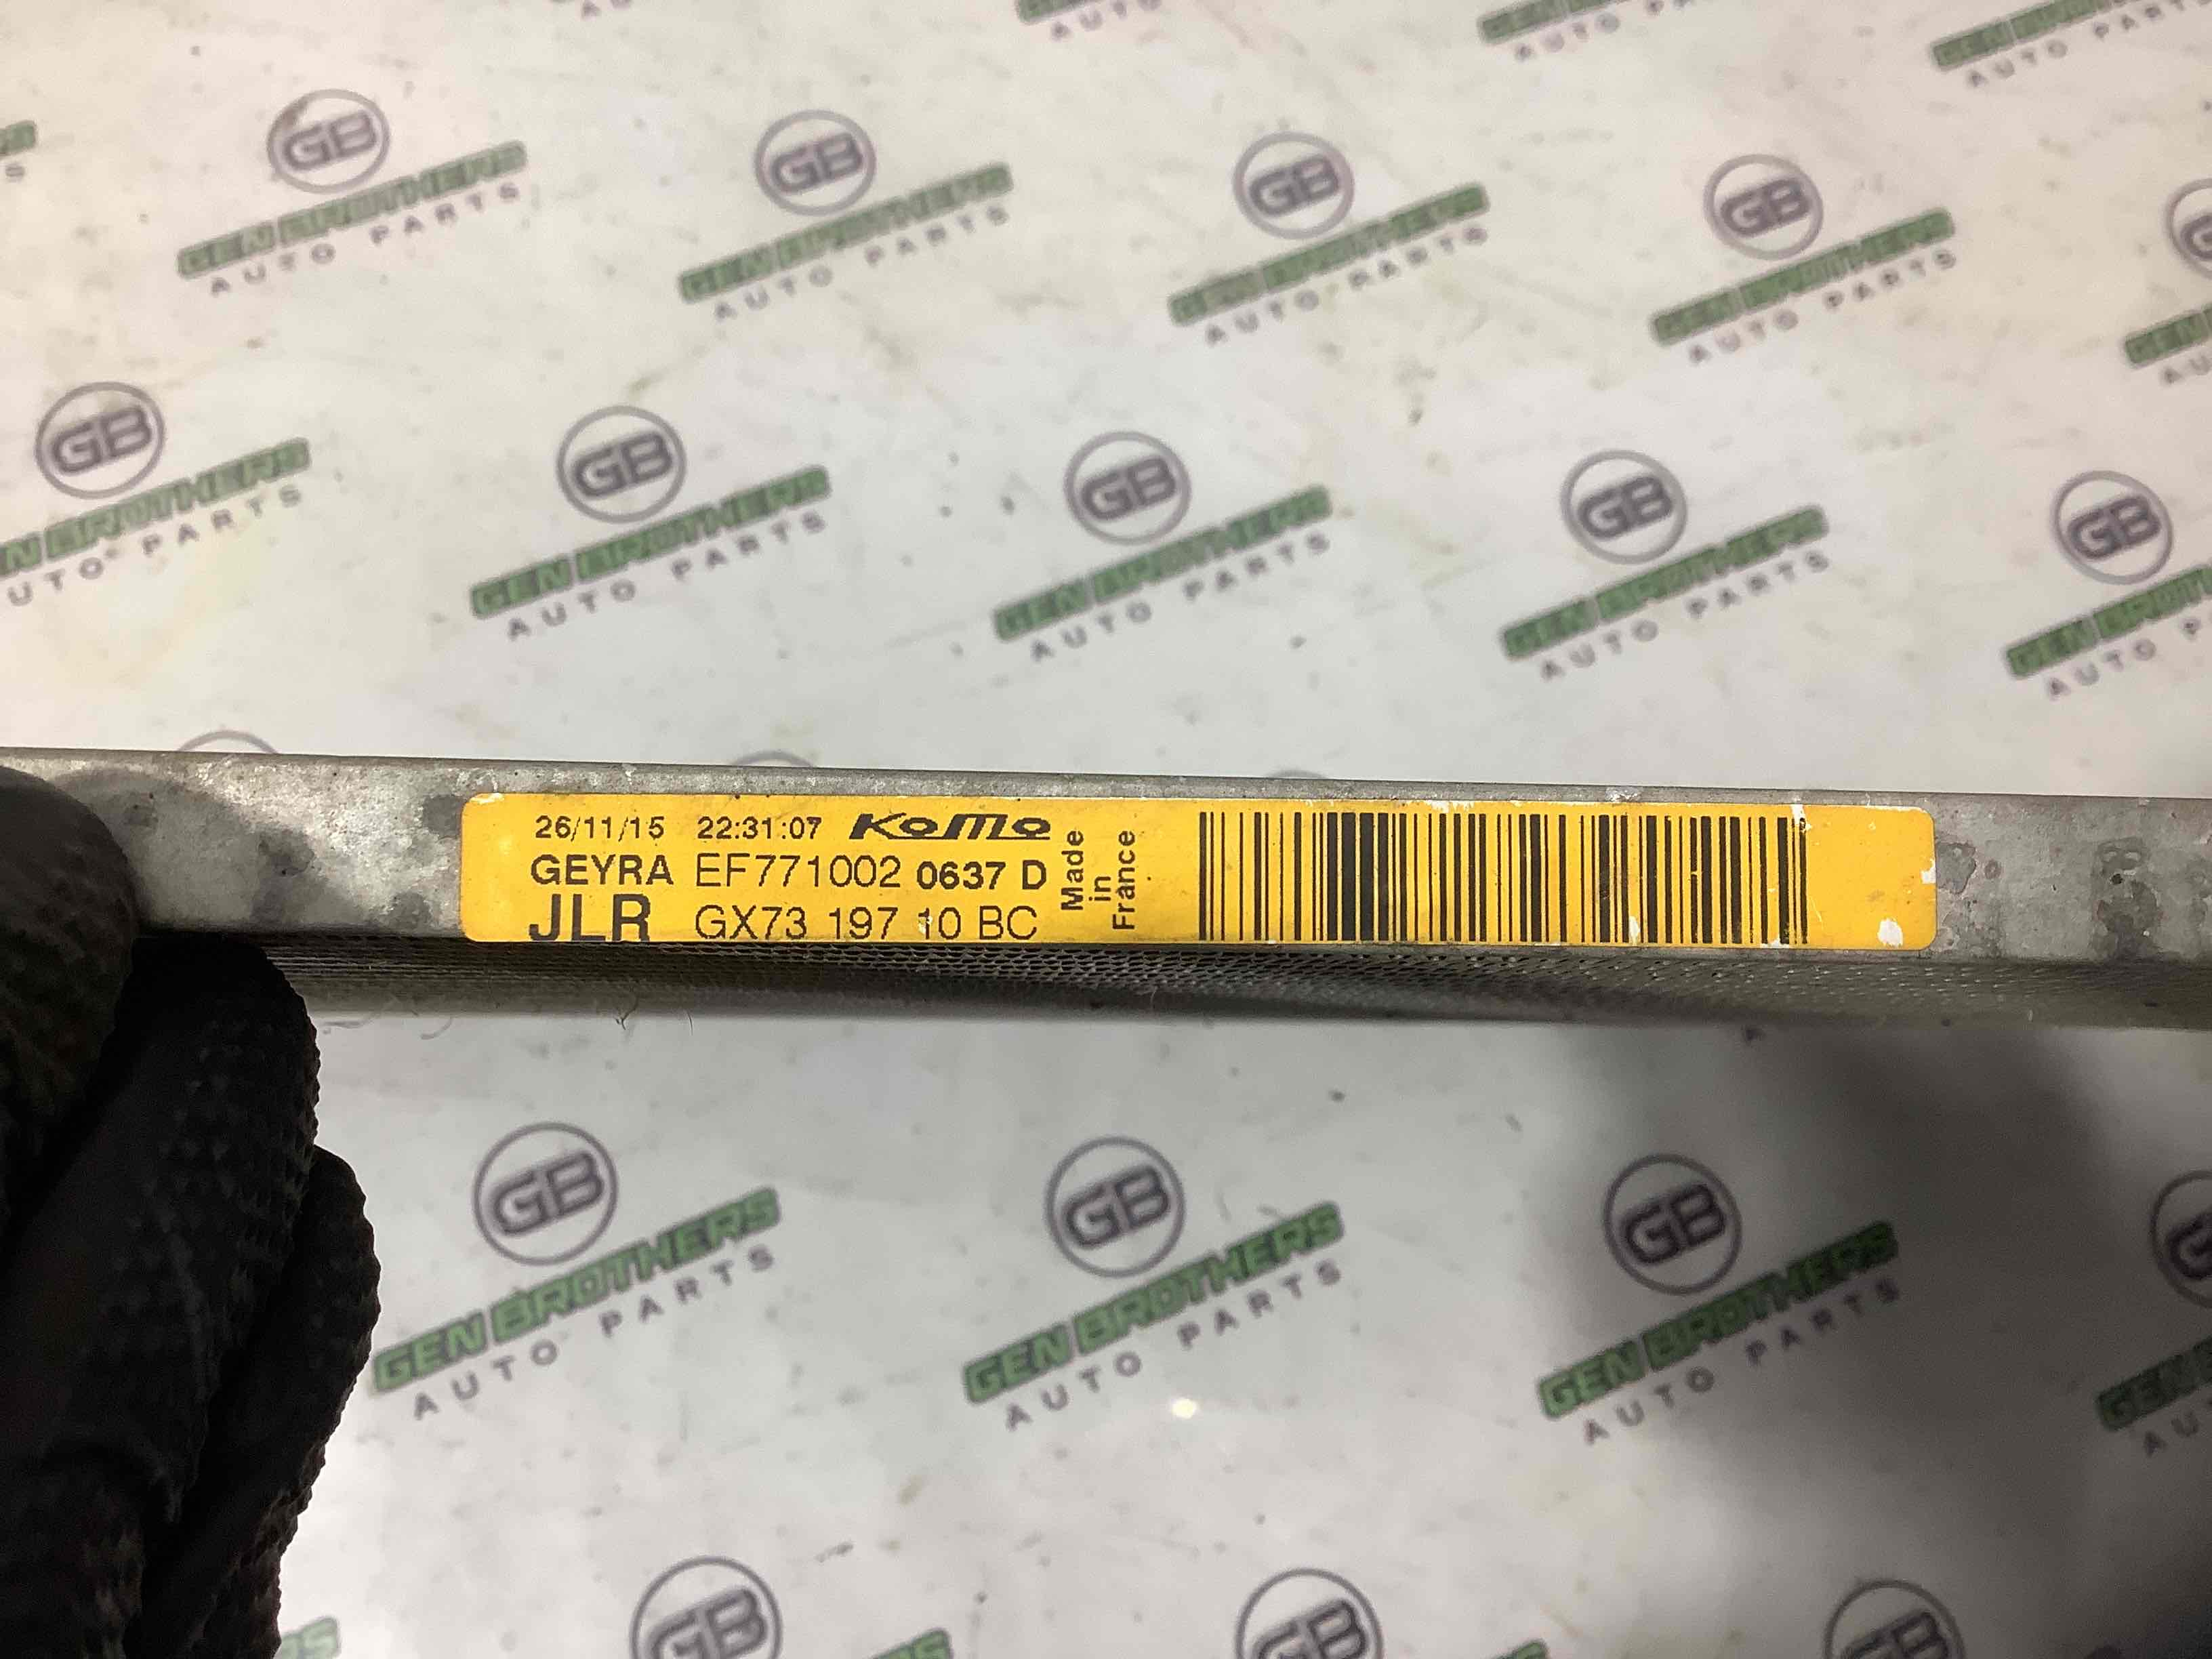 GB
GEN BROTHERS
AUTO PARTS
26/11/15 22:31:07 KoMo
GEYRA EF771002 0637 D
JLR GX73 197 10 BC
Made
in
France